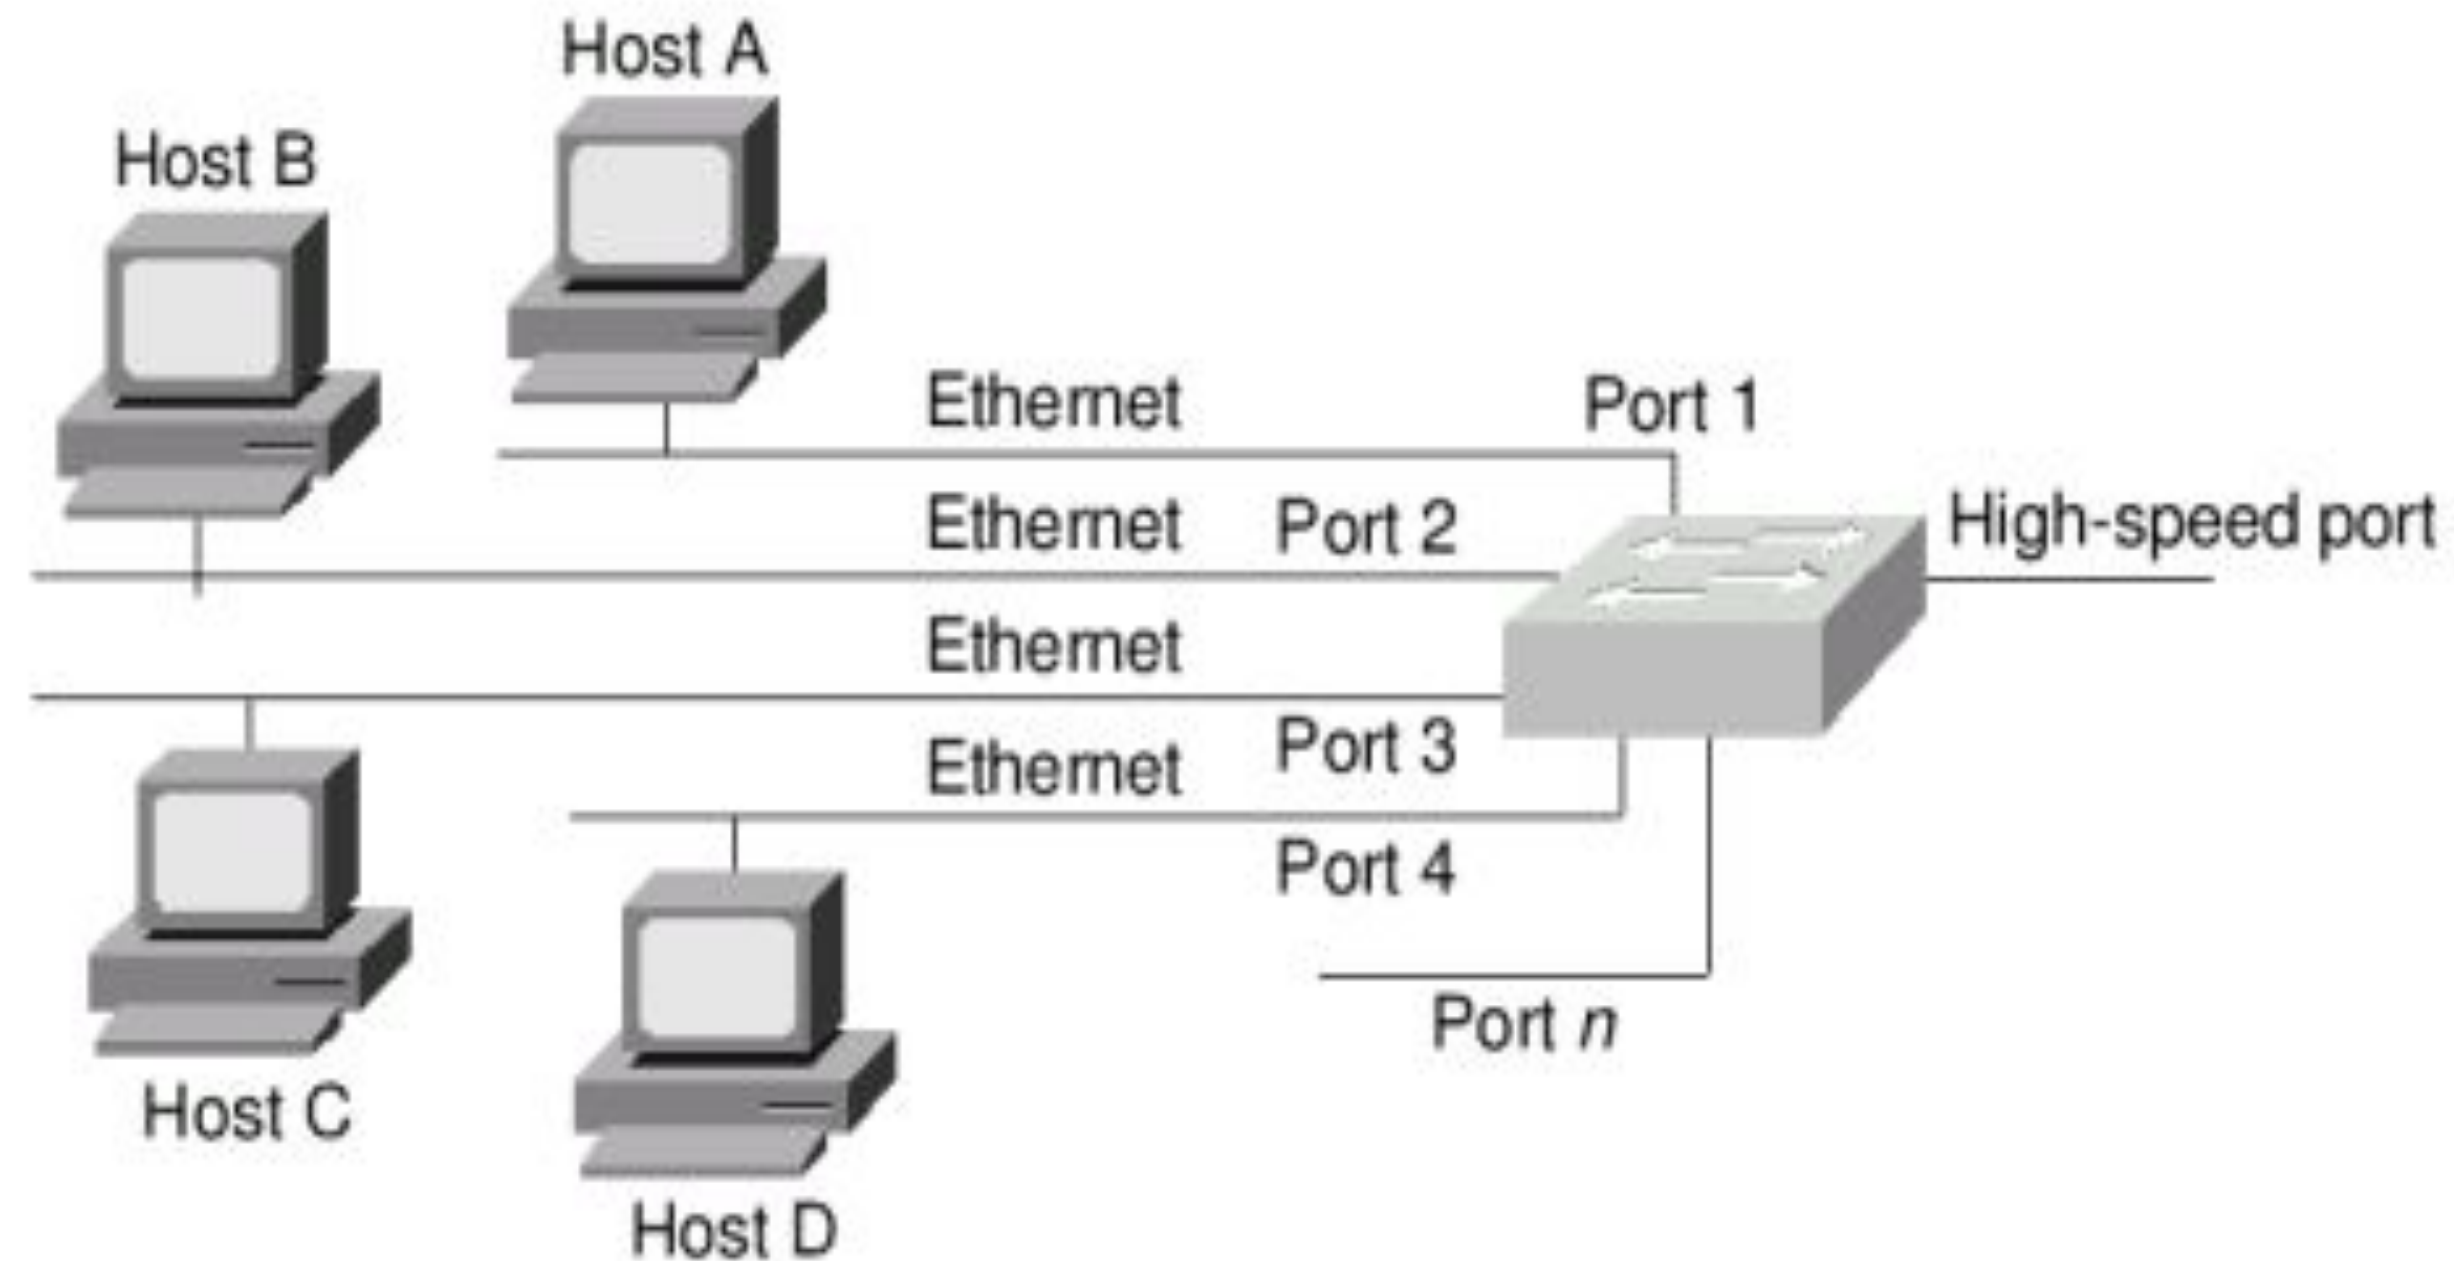 Host A
Host B
Ethernet
Port 1
Ethernet
Port 2
High-speed port
Ethernet
Port 3
Ethernet
Port 4
Port n
Host C
Host D